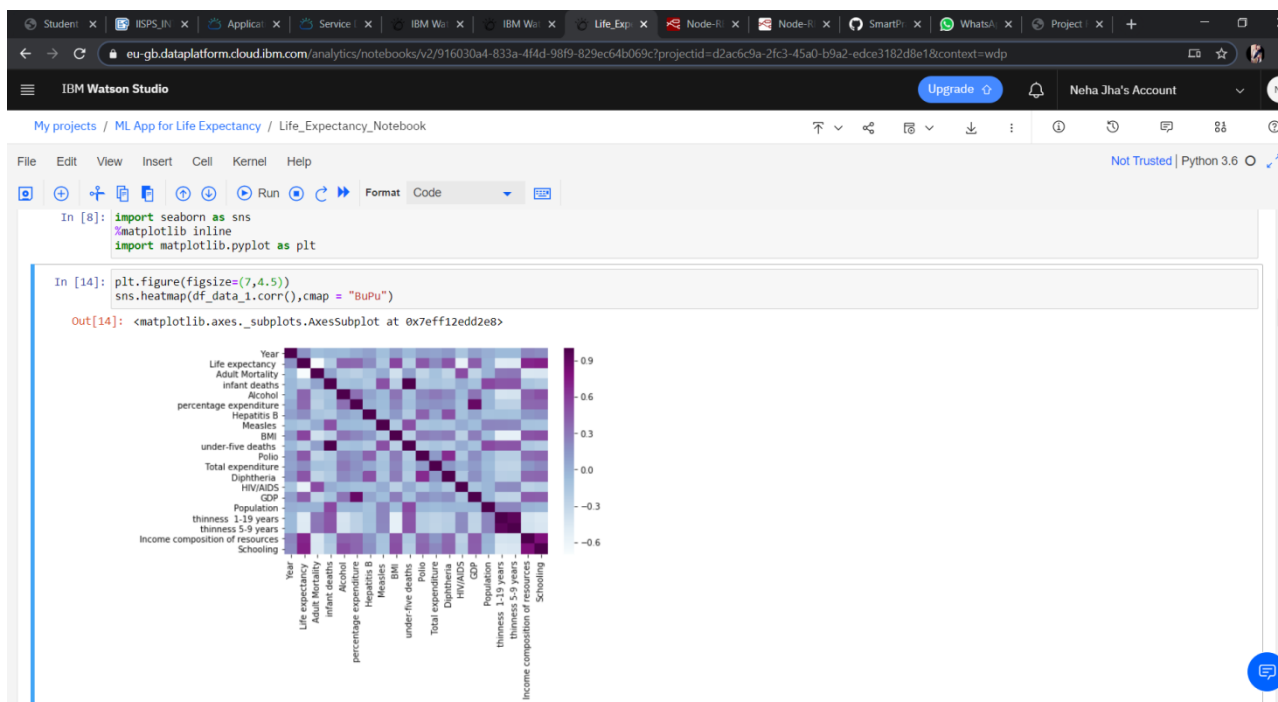 Student
IISPS_IN
Applicat
Service
IBM Wat
IBM Wat
Life_Exp
Node-R
Node-R
SmartPr
WhatsA
Project
eu-gb.dataplatform.cloud.ibm.com/analytics/notebooks/v2/916030a4-833a-4f4d-98f9-829ec64b069c?projectid=d2ac6c9a-2fc3-45a0-b9a2-edce3182d8e1&context=wdp
IBM Watson Studio
Upgrade
Neha Jha's Account
My projects / ML App for Life Expectancy / Life_Expectancy_Notebook
File Edit View Insert Cell Kernel Help
Not Trusted | Python 3.6
Run Format Code
In [8]: import seaborn as sns
%matplotlib inline
import matplotlib.pyplot as plt
In [14]: plt.figure(figsize=(7,4.5))
sns.heatmap(df_data_1.corr(),cmap = "BuPu")
Out[14]: <matplotlib.axes._subplots.AxesSubplot at 0x7eff12edd2e8>
Year
Life expectancy
Adult Mortality
infant deaths
Alcohol
percentage expenditure
Hepatitis B
Measles
BMI
under-five deaths
Polio
Total expenditure
Diphtheria
HIV/AIDS
GDP
Population
thinness 1-19 years
thinness 5-9 years
Income composition of resources
Schooling
0.9
0.6
0.3
0.0
−0.3
−0.6
Year
Life expectancy
Adult Mortality
infant deaths
Alcohol
percentage expenditure
Hepatitis B
Measles
BMI
under-five deaths
Polio
Total expenditure
Diphtheria
HIV/AIDS
GDP
Population
thinness 1-19 years
thinness 5-9 years
Income composition of resources
Schooling